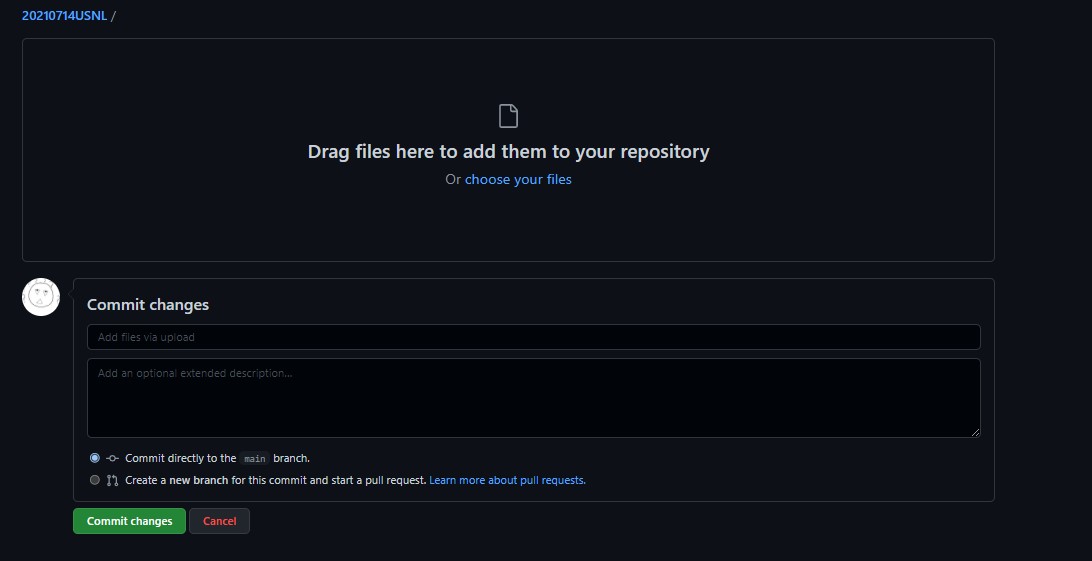 20210714USNL /
Drag files here to add them to your repository
Or choose your files
Commit changes
Add files via upload
Add an optional extended description...
Commit directly to the main branch.
Create a new branch for this commit and start a pull request. Learn more about pull requests.
Commit changes Cancel